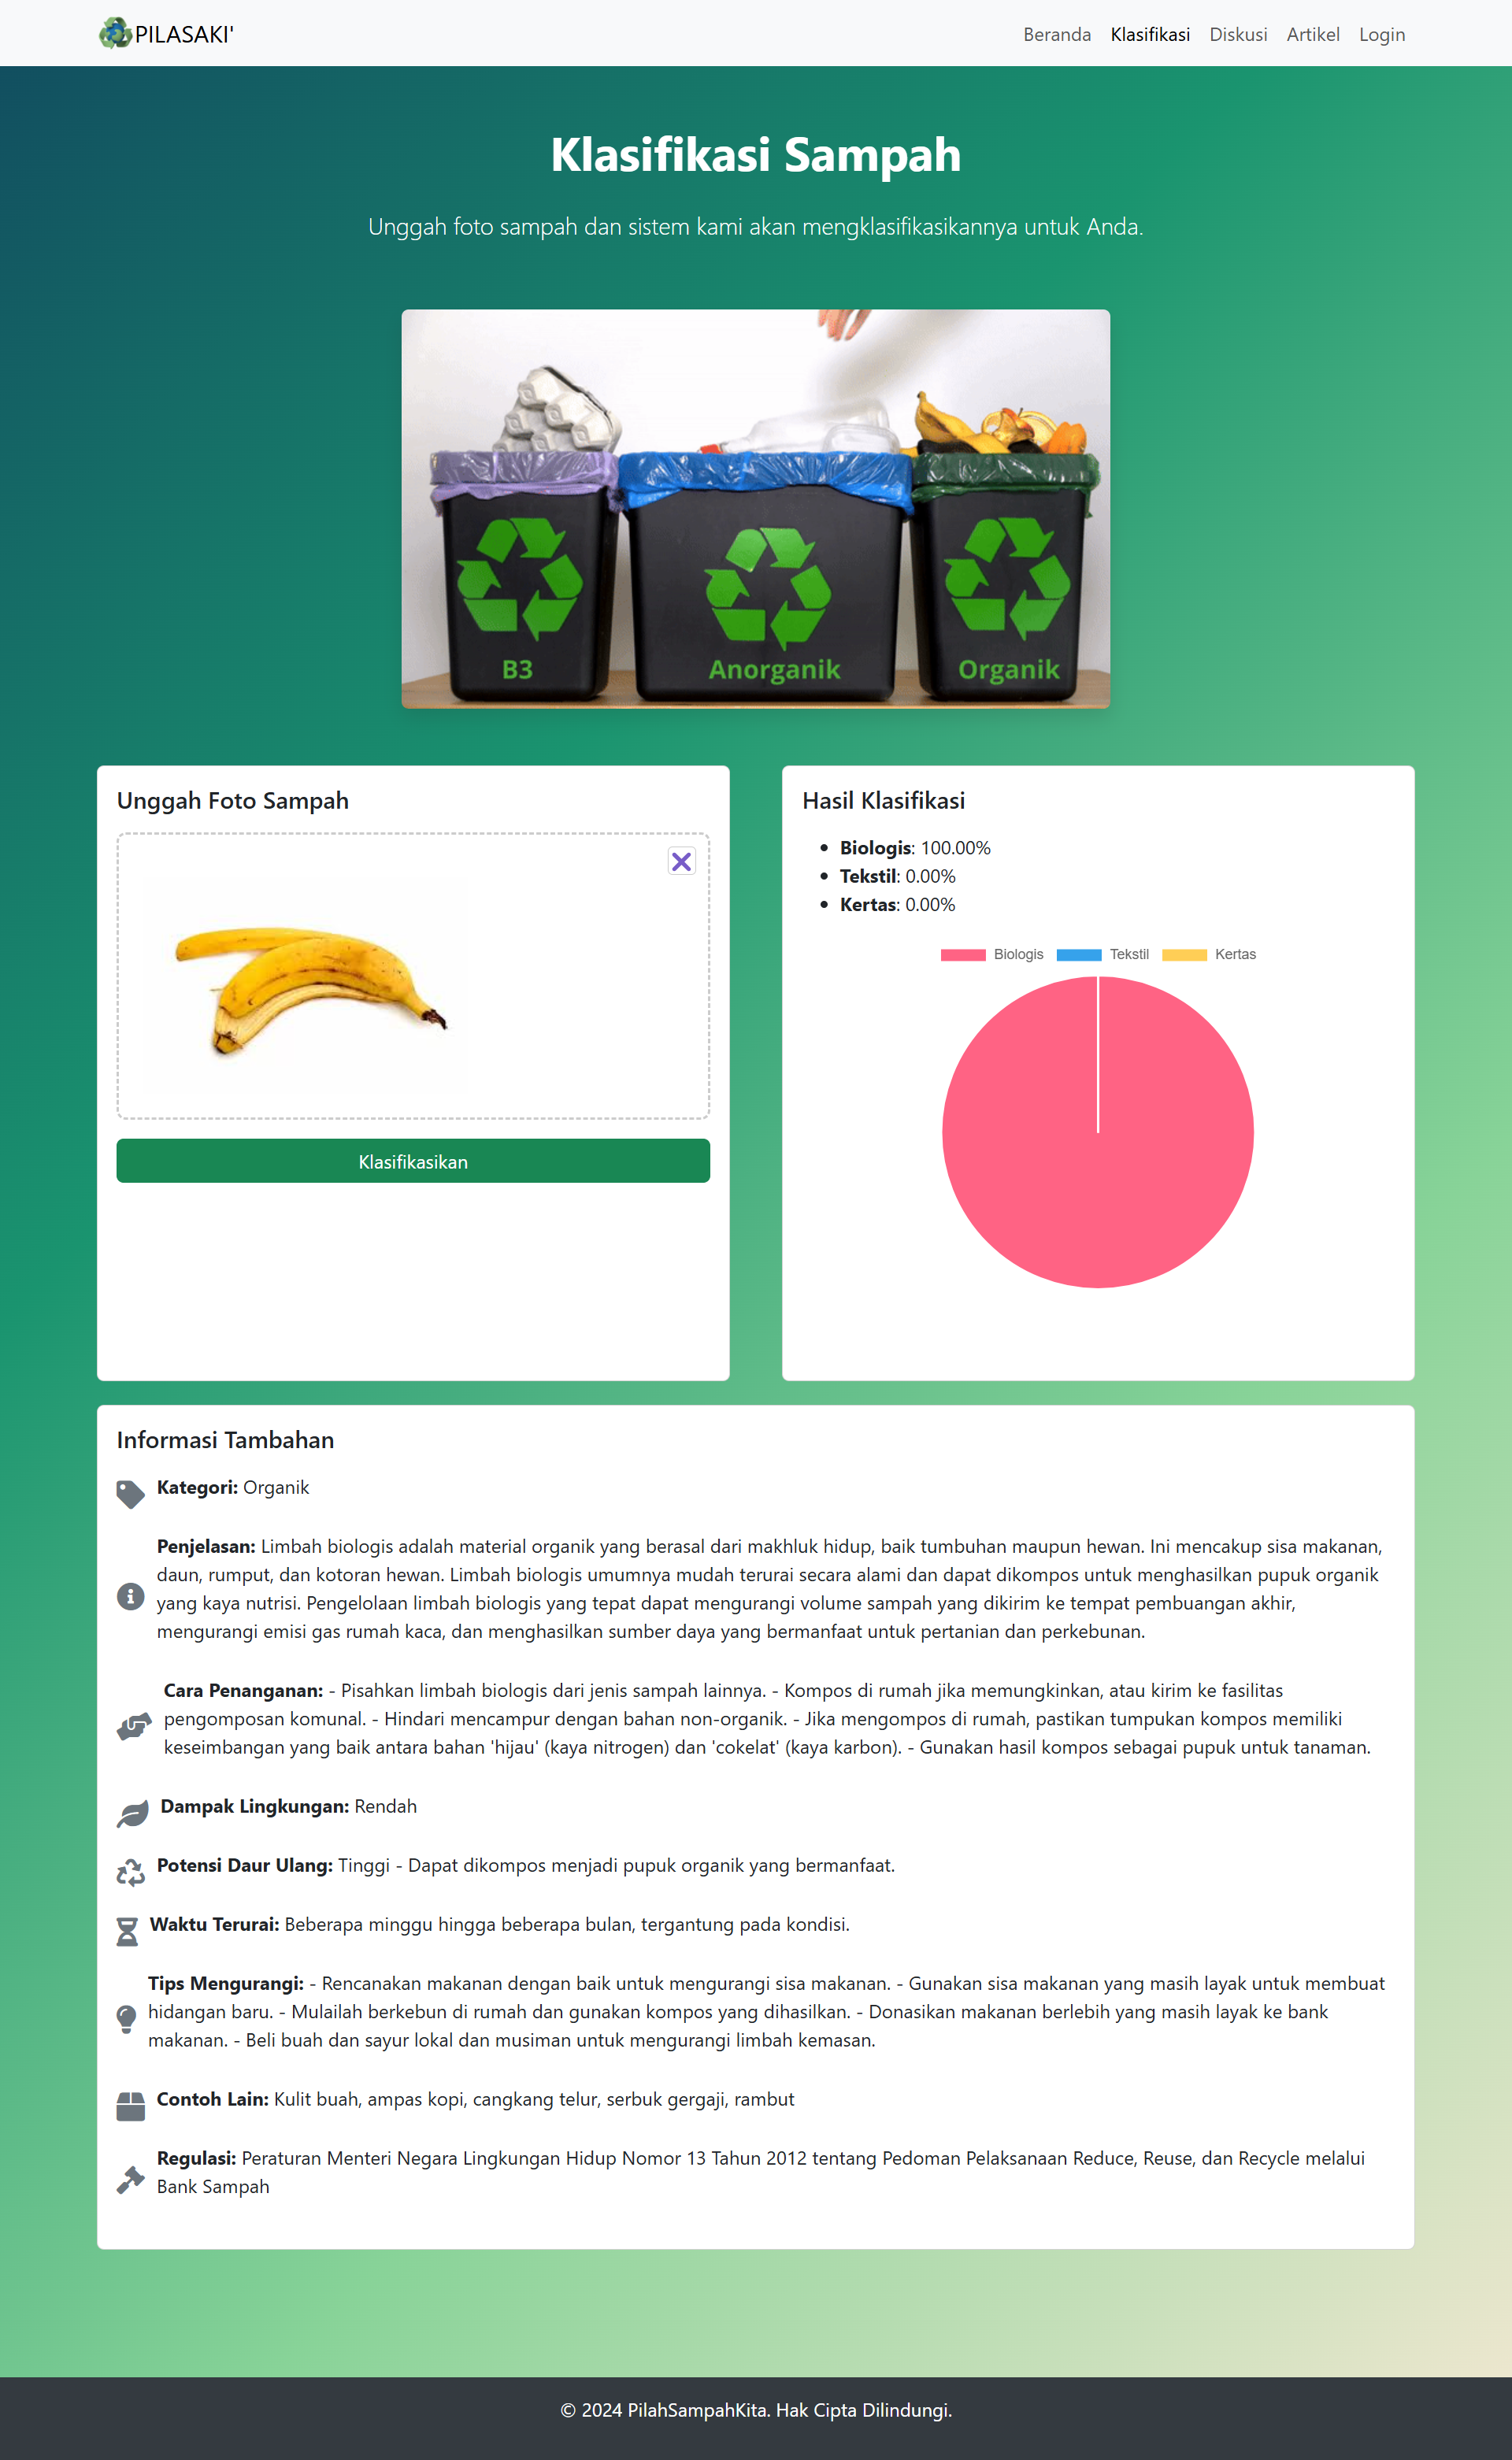 PILASAKI'
Beranda Klasifikasi Diskusi Artikel Login
Klasifikasi Sampah
Unggah foto sampah dan sistem kami akan mengklasifikasikannya untuk Anda.
B3
Anorganik
Organik
Unggah Foto Sampah
Klasifikasikan
Hasil Klasifikasi
Biologis: 100.00%
Tekstil: 0.00%
Kertas: 0.00%
Biologis Tekstil Kertas
Informasi Tambahan
Kategori: Organik
Penjelasan: Limbah biologis adalah material organik yang berasal dari makhluk hidup, baik tumbuhan maupun hewan. Ini mencakup sisa makanan,
daun, rumput, dan kotoran hewan. Limbah biologis umumnya mudah terurai secara alami dan dapat dikompos untuk menghasilkan pupuk organik
yang kaya nutrisi. Pengelolaan limbah biologis yang tepat dapat mengurangi volume sampah yang dikirim ke tempat pembuangan akhir,
mengurangi emisi gas rumah kaca, dan menghasilkan sumber daya yang bermanfaat untuk pertanian dan perkebunan.
Cara Penanganan: - Pisahkan limbah biologis dari jenis sampah lainnya. - Kompos di rumah jika memungkinkan, atau kirim ke fasilitas
pengomposan komunal. - Hindari mencampur dengan bahan non-organik. - Jika mengompos di rumah, pastikan tumpukan kompos memiliki
keseimbangan yang baik antara bahan 'hijau' (kaya nitrogen) dan 'cokelat' (kaya karbon). - Gunakan hasil kompos sebagai pupuk untuk tanaman.
Dampak Lingkungan: Rendah
Potensi Daur Ulang: Tinggi - Dapat dikompos menjadi pupuk organik yang bermanfaat.
Waktu Terurai: Beberapa minggu hingga beberapa bulan, tergantung pada kondisi.
Tips Mengurangi: - Rencanakan makanan dengan baik untuk mengurangi sisa makanan. - Gunakan sisa makanan yang masih layak untuk membuat
hidangan baru. - Mulailah berkebun di rumah dan gunakan kompos yang dihasilkan. - Donasikan makanan berlebih yang masih layak ke bank
makanan. - Beli buah dan sayur lokal dan musiman untuk mengurangi limbah kemasan.
Contoh Lain: Kulit buah, ampas kopi, cangkang telur, serbuk gergaji, rambut
Regulasi: Peraturan Menteri Negara Lingkungan Hidup Nomor 13 Tahun 2012 tentang Pedoman Pelaksanaan Reduce, Reuse, dan Recycle melalui
Bank Sampah
© 2024 PilahSampahKita. Hak Cipta Dilindungi.